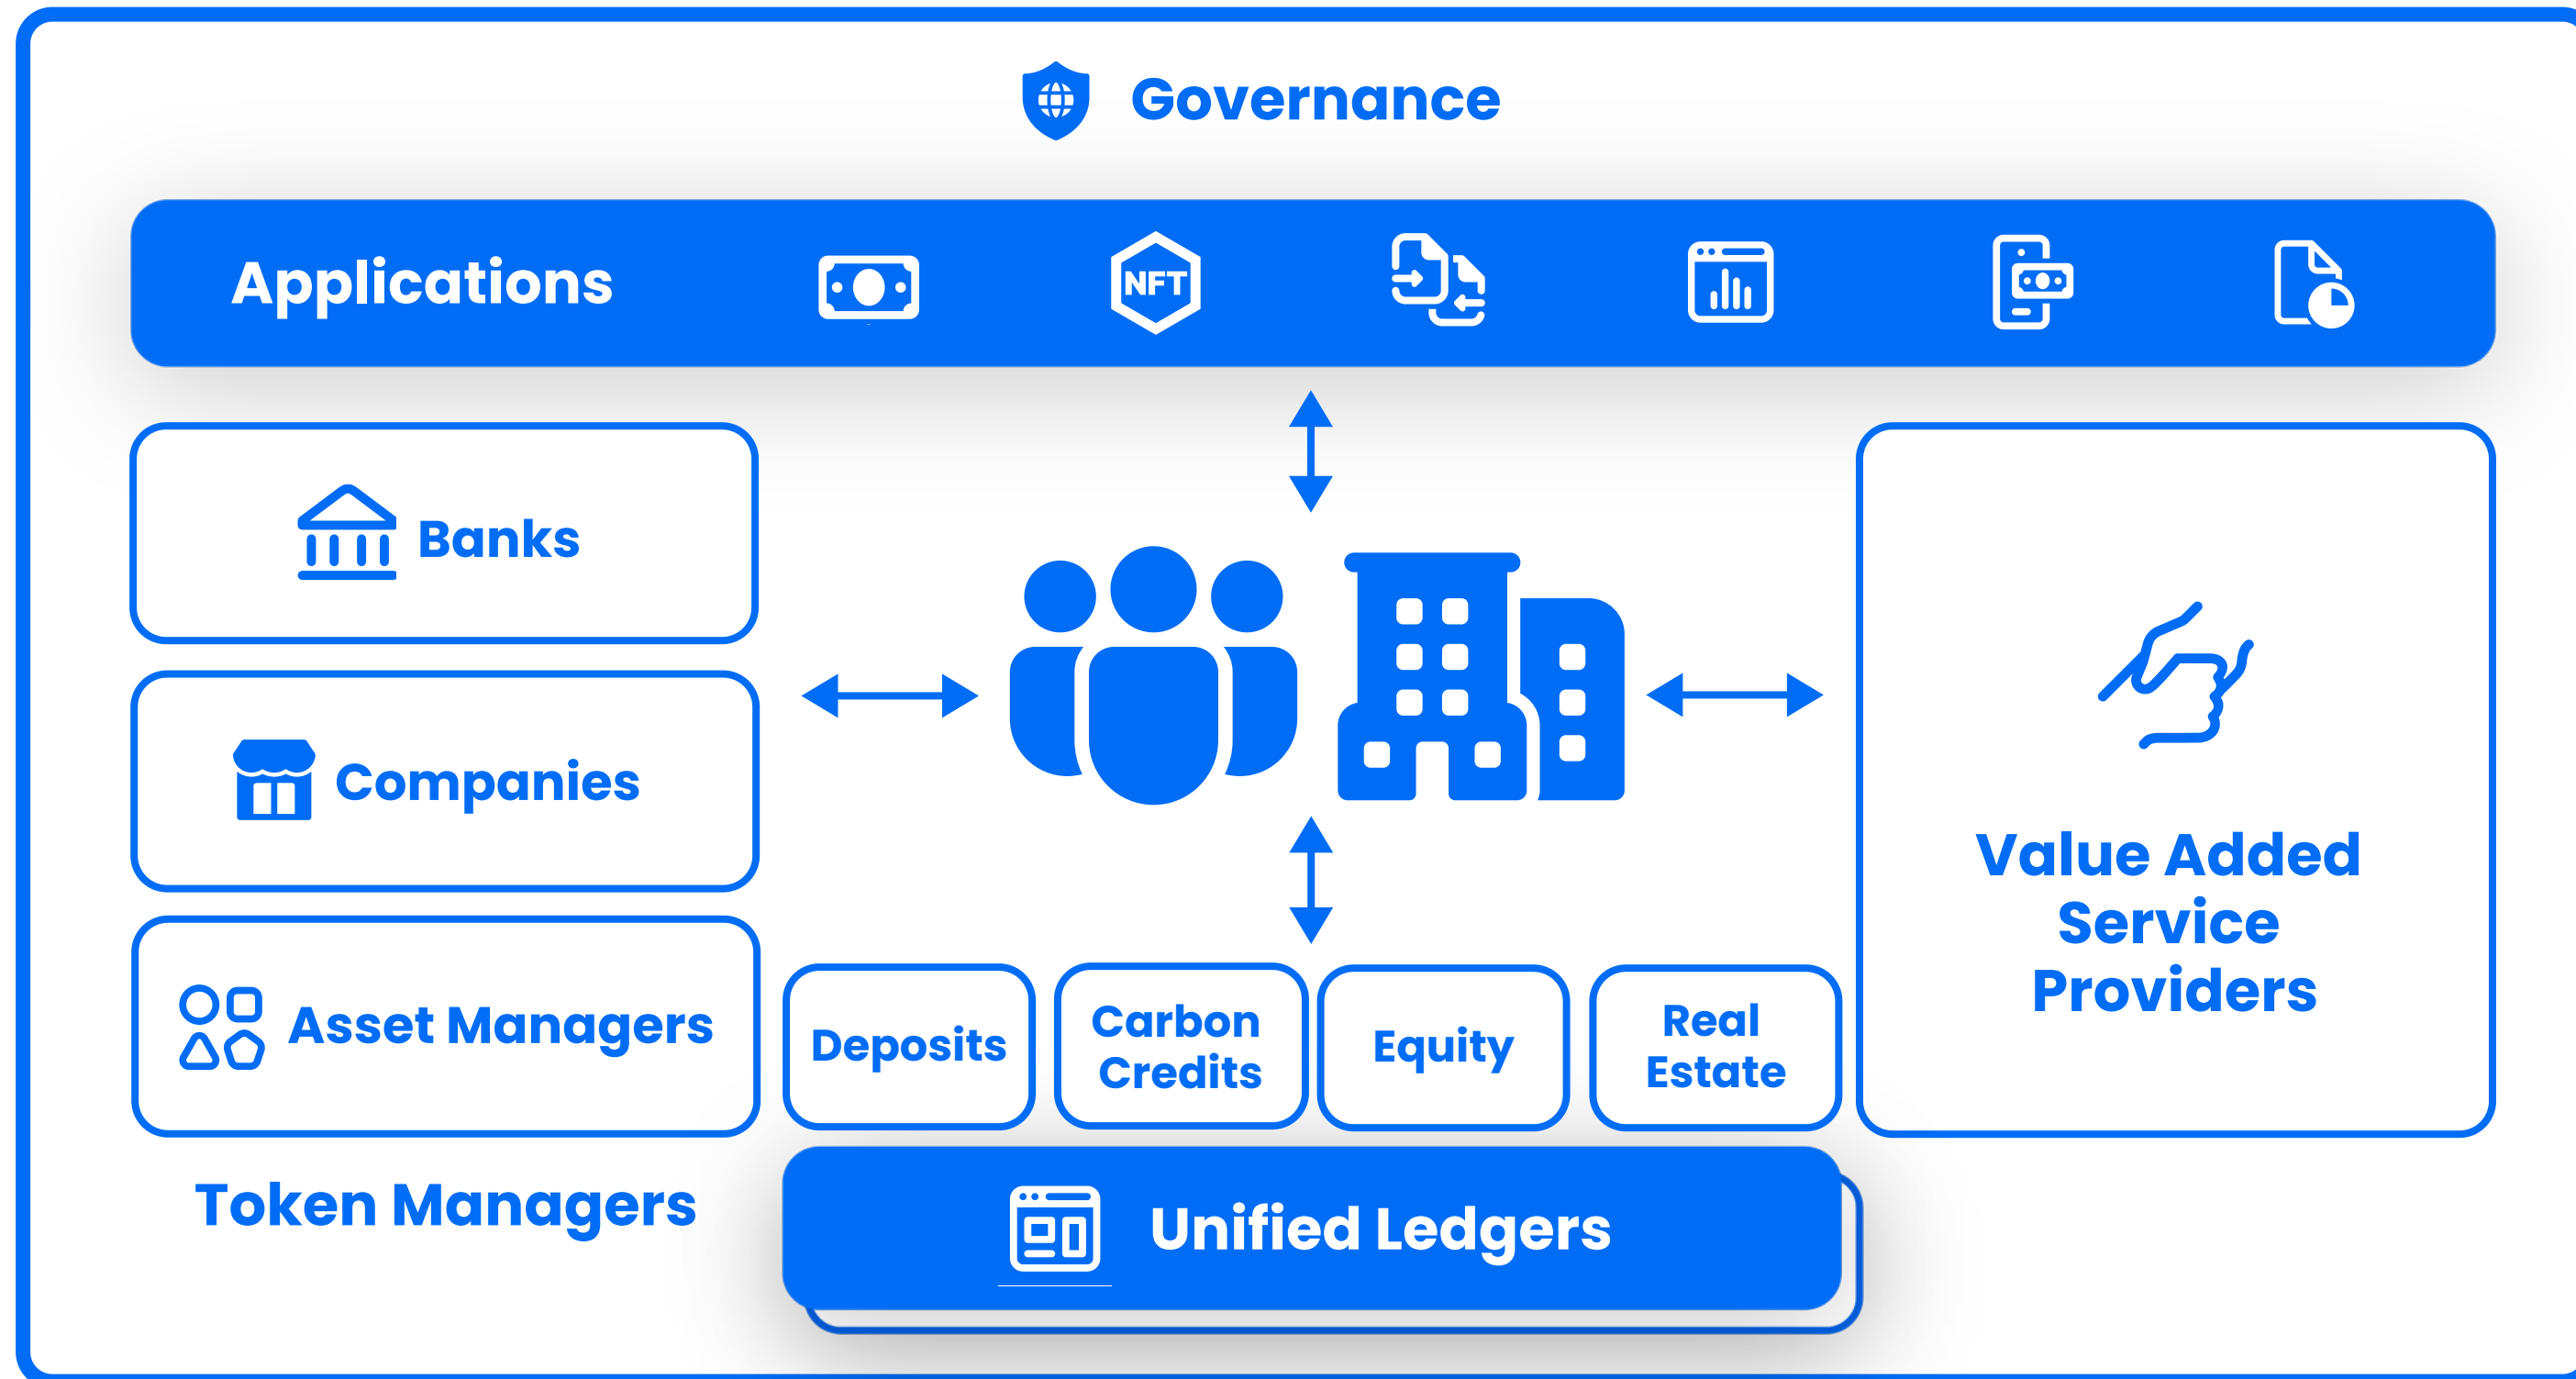 Governance
Applications
NFT
Banks
Companies
Asset Managers
Token Managers
Value Added
Service
Providers
Deposits
Carbon
Credits
Equity
Real
Estate
Unified Ledgers